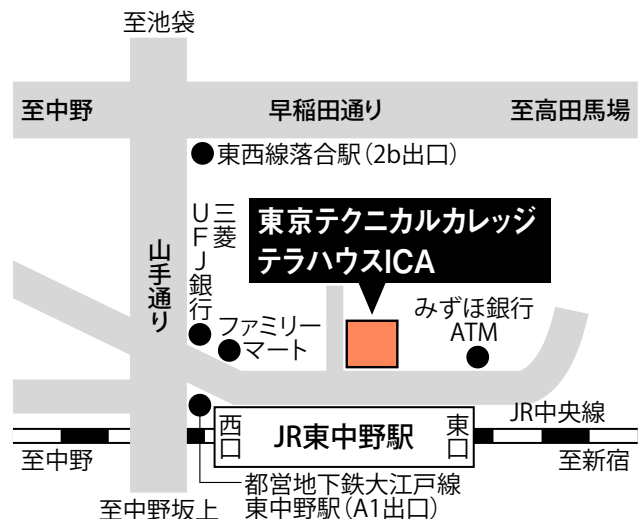 至池袋
至中野
早稲田通り
至高田馬場
東西線落合駅（2b出口）
三菱
UFJ銀行
東京テクニカルカレッジ
テラハウスICA
山手通り
ファミリー
マート
みずほ銀行
ATM
JR中央線
西口
JR東中野駅
東口
至中野
至新宿
都営地下鉄大江戸線
東中野駅（A1出口）
至中野坂上